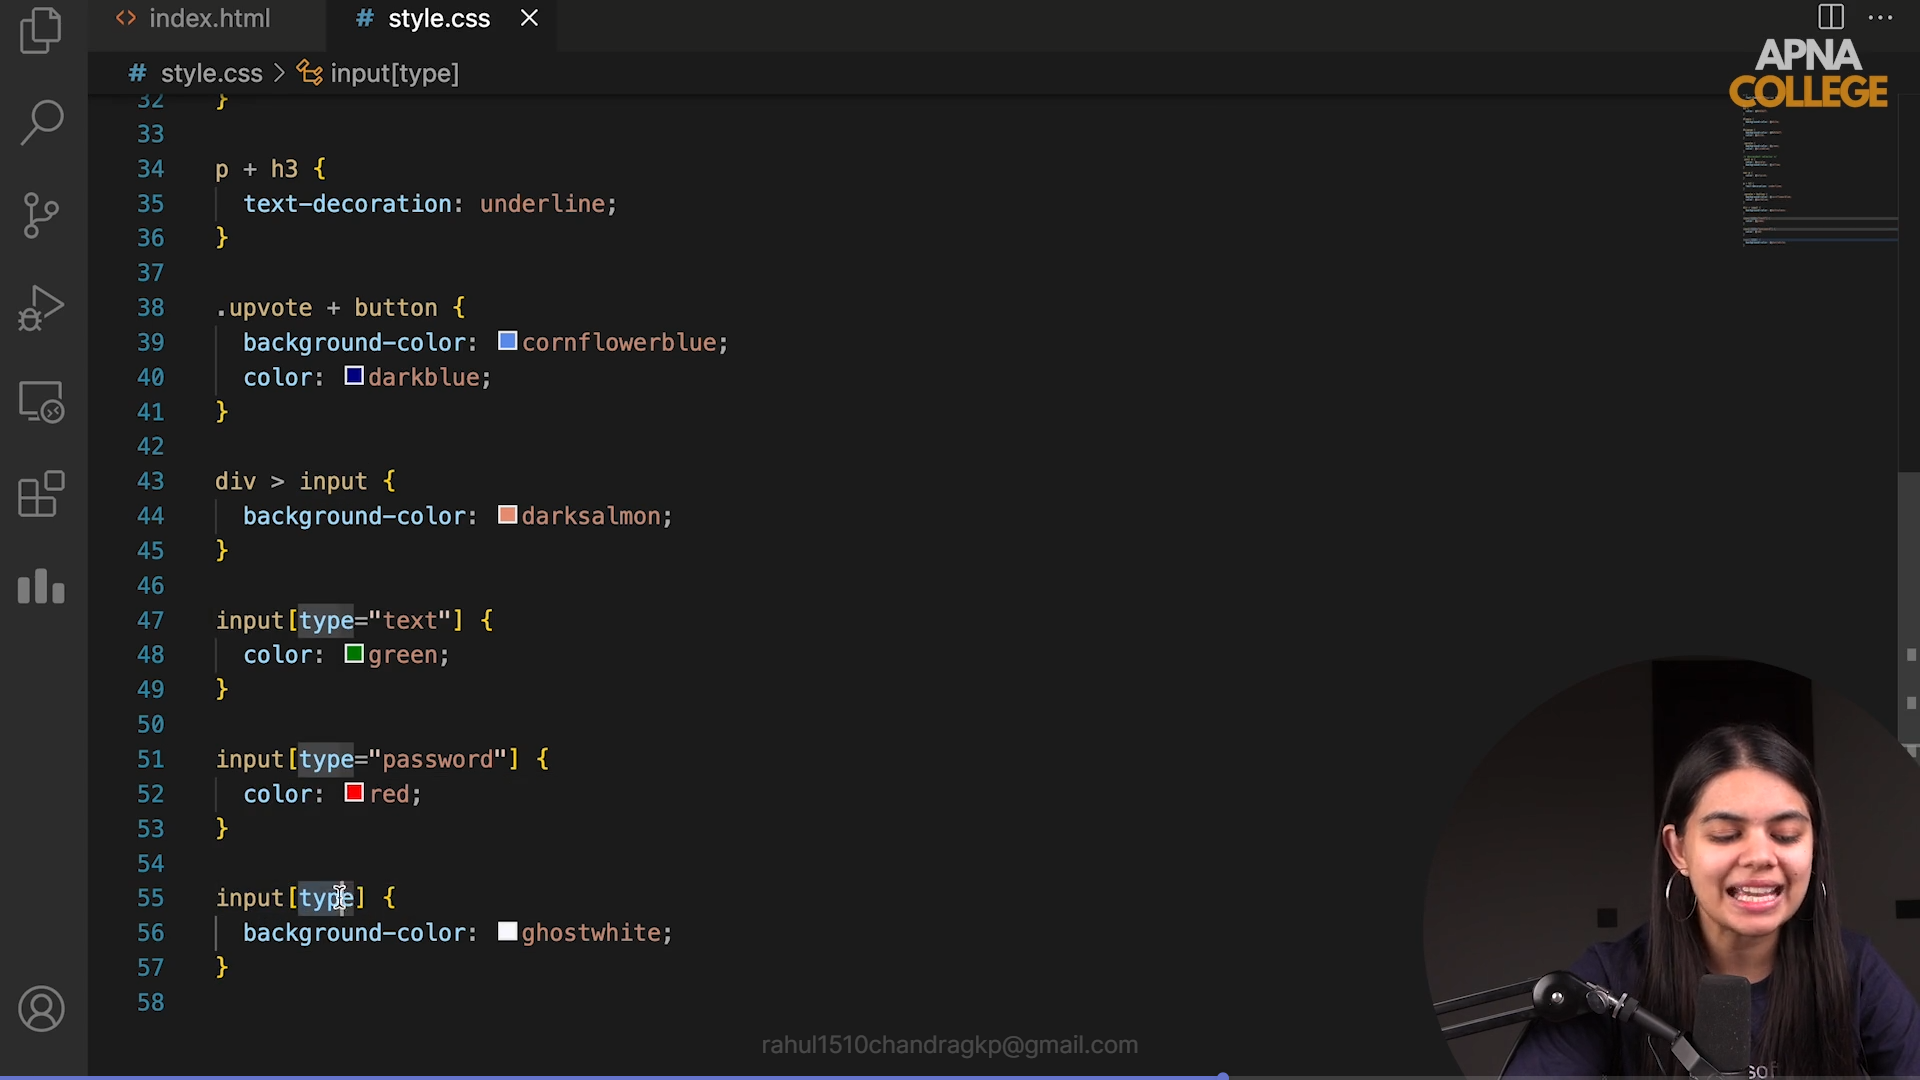 index.html
# style.css
APNA
COLLEGE
# style.css > input[type]
32 }
33
34 p + h3 {
35 text-decoration: underline;
36 }
37
38 .upvote + button {
39 background-color: cornflowerblue;
40 color: darkblue;
41 }
42
43 div > input {
44 background-color: darksalmon;
45 }
46
47 input[type="text"] {
48 color: green;
49 }
50
51 input[type="password"] {
52 color: red;
53 }
54
55 input[type] {
56 background-color: ghostwhite;
57 }
58
rahul1510chandragkp@gmail.com